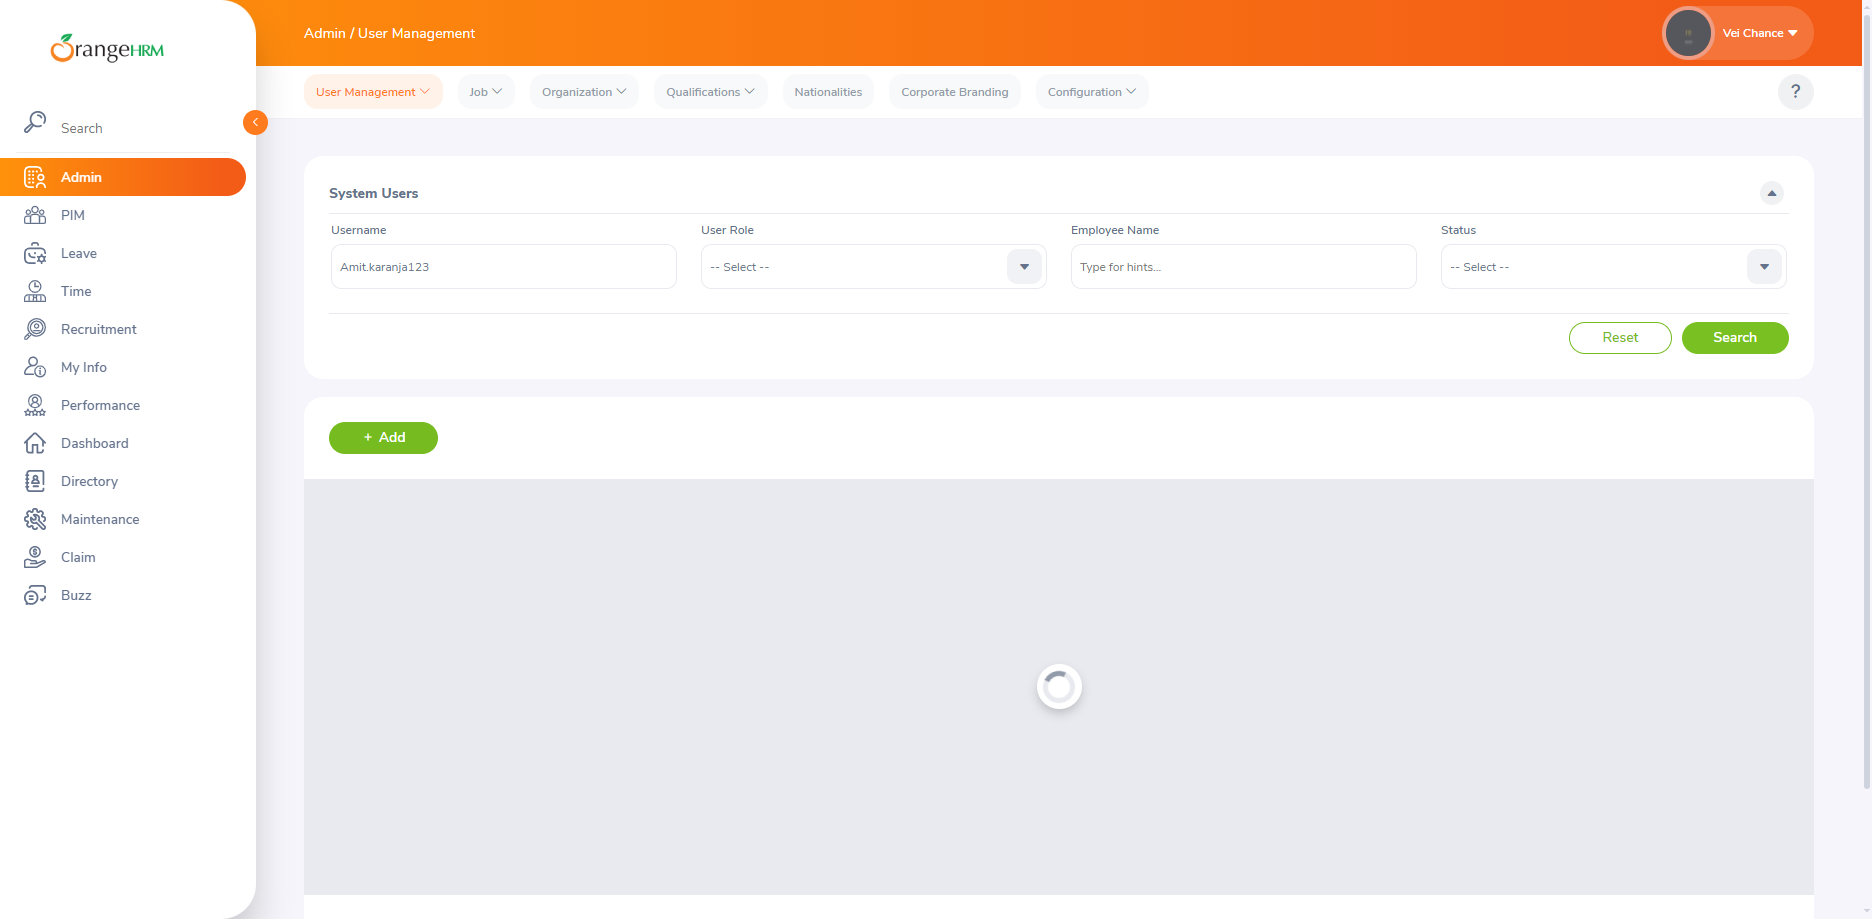 OrangeHRM
Admin / User Management
Vei Chance
User Management
Job
Organization
Qualifications
Nationalities
Corporate Branding
Configuration
?
Search
Admin
PIM
Leave
Time
Recruitment
My Info
Performance
Dashboard
Directory
Maintenance
Claim
Buzz
System Users
Username
User Role
Employee Name
Status
Amit.karanja123
-- Select --
Type for hints...
-- Select --
Reset
Search
+ Add